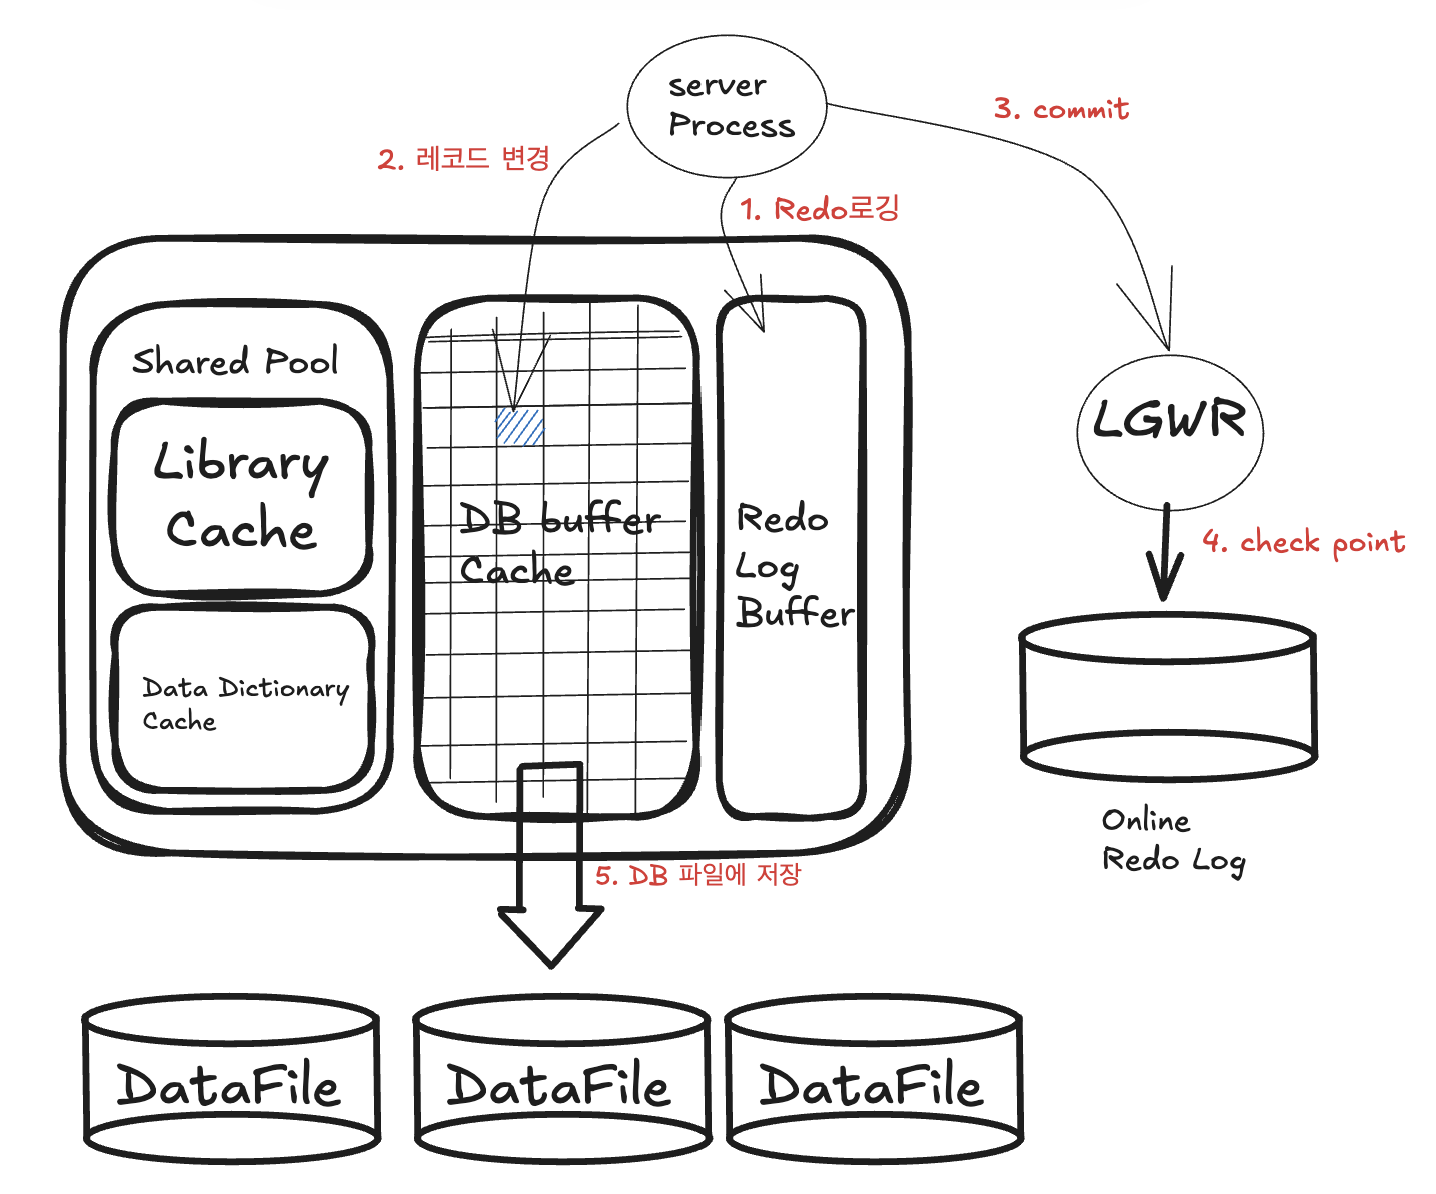 server
Process
3. commit
2. 레코드 변경
1. Redo로깅
Shared Pool
Library
Cache
Data Dictionary
Cache
DB buffer
Cache
Redo
Log
Buffer
LGWR
4. check point
Online
Redo Log
5. DB 파일에 저장
DataFile
DataFile
DataFile